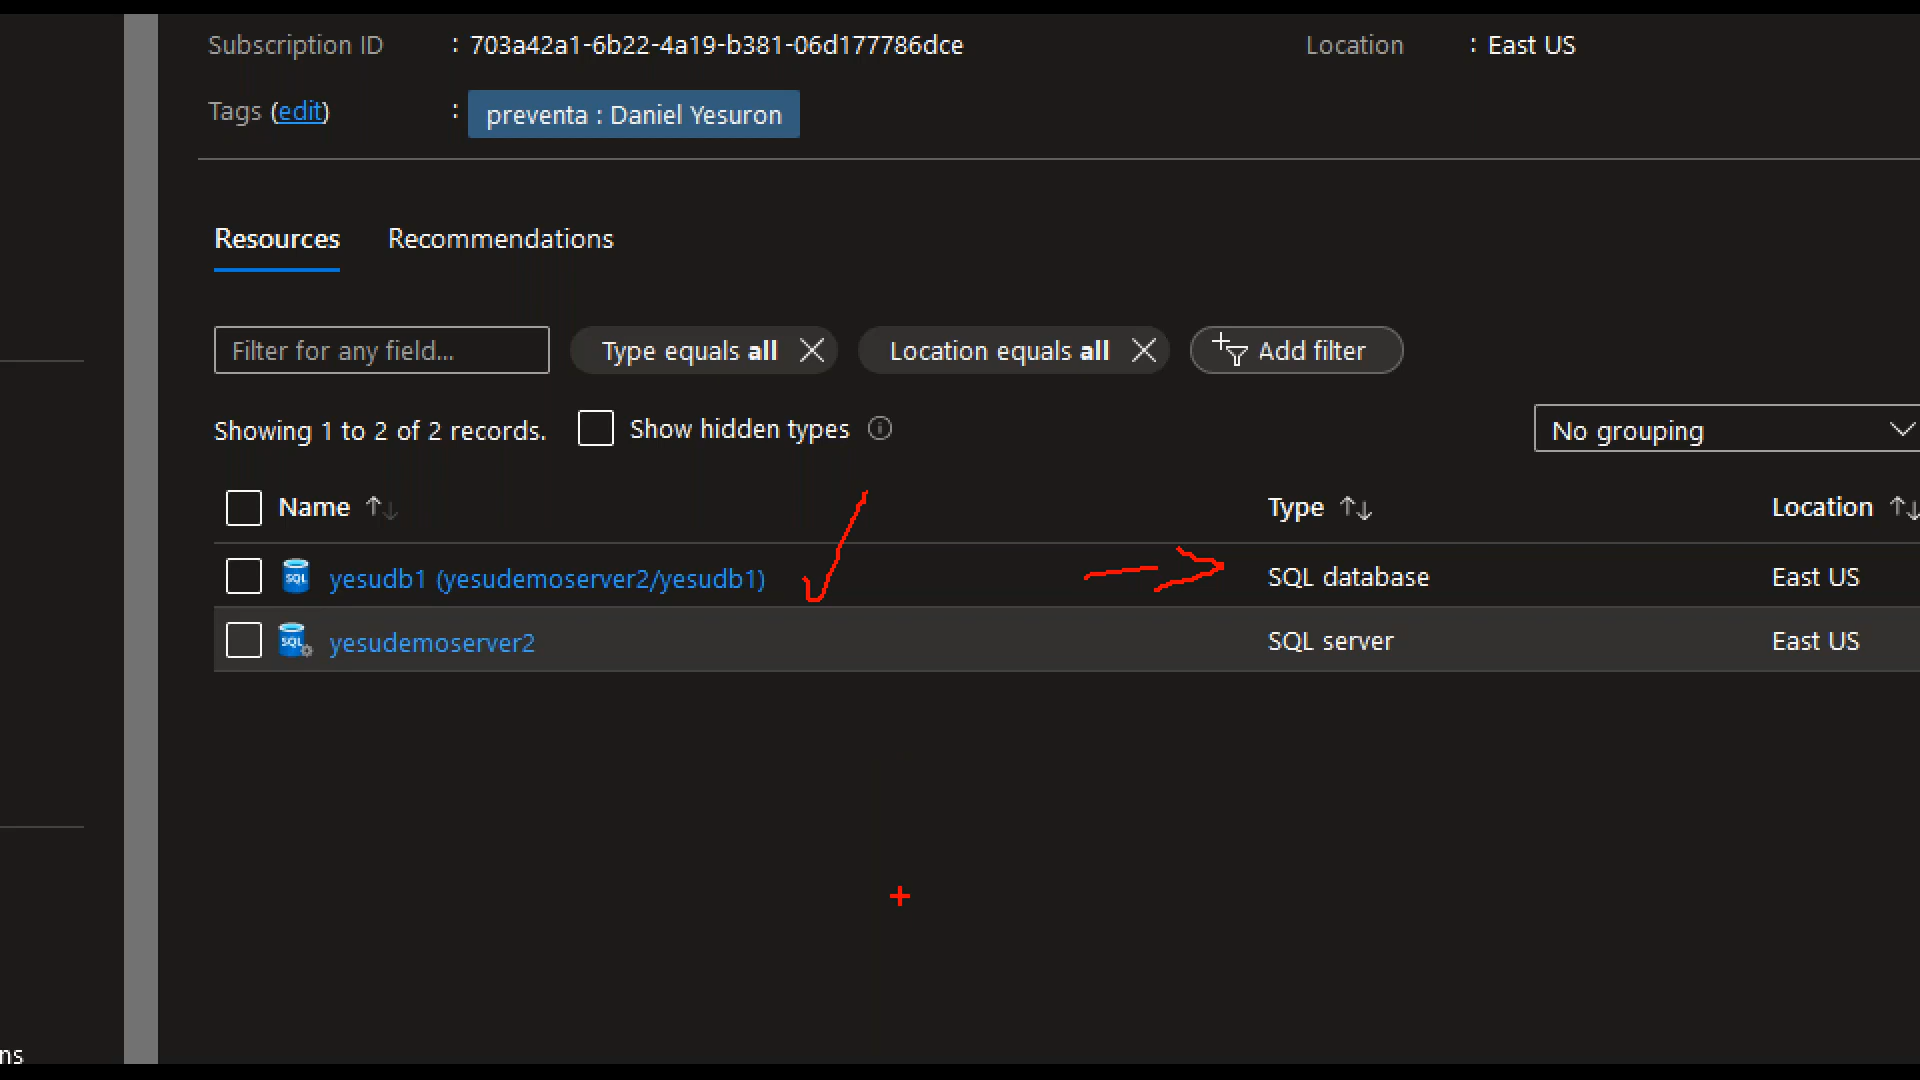 Subscription ID : 703a42a1-6b22-4a19-b381-06d177786dce Location : East US
Tags (edit) : preventa : Daniel Yesuron
Resources Recommendations
Filter for any field... Type equals all Location equals all Add filter
Showing 1 to 2 of 2 records. Show hidden types No grouping
Name Type Location
SQL yesudb1 (yesudemoserver2/yesudb1) SQL database East US
SQL yesudemoserver2 SQL server East US
ns